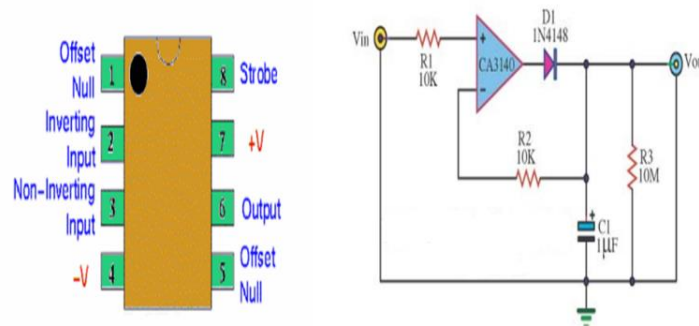 Offset
Null
1
8
Strobe
Inverting
Input
2
7
+V
Non-Inverting
Input
3
6
Output
-V
4
5
Offset
Null
Vin
R1
10K
+
CA3140
-
D1
1N4148
R2
10K
+
C1
1µF
R3
10M